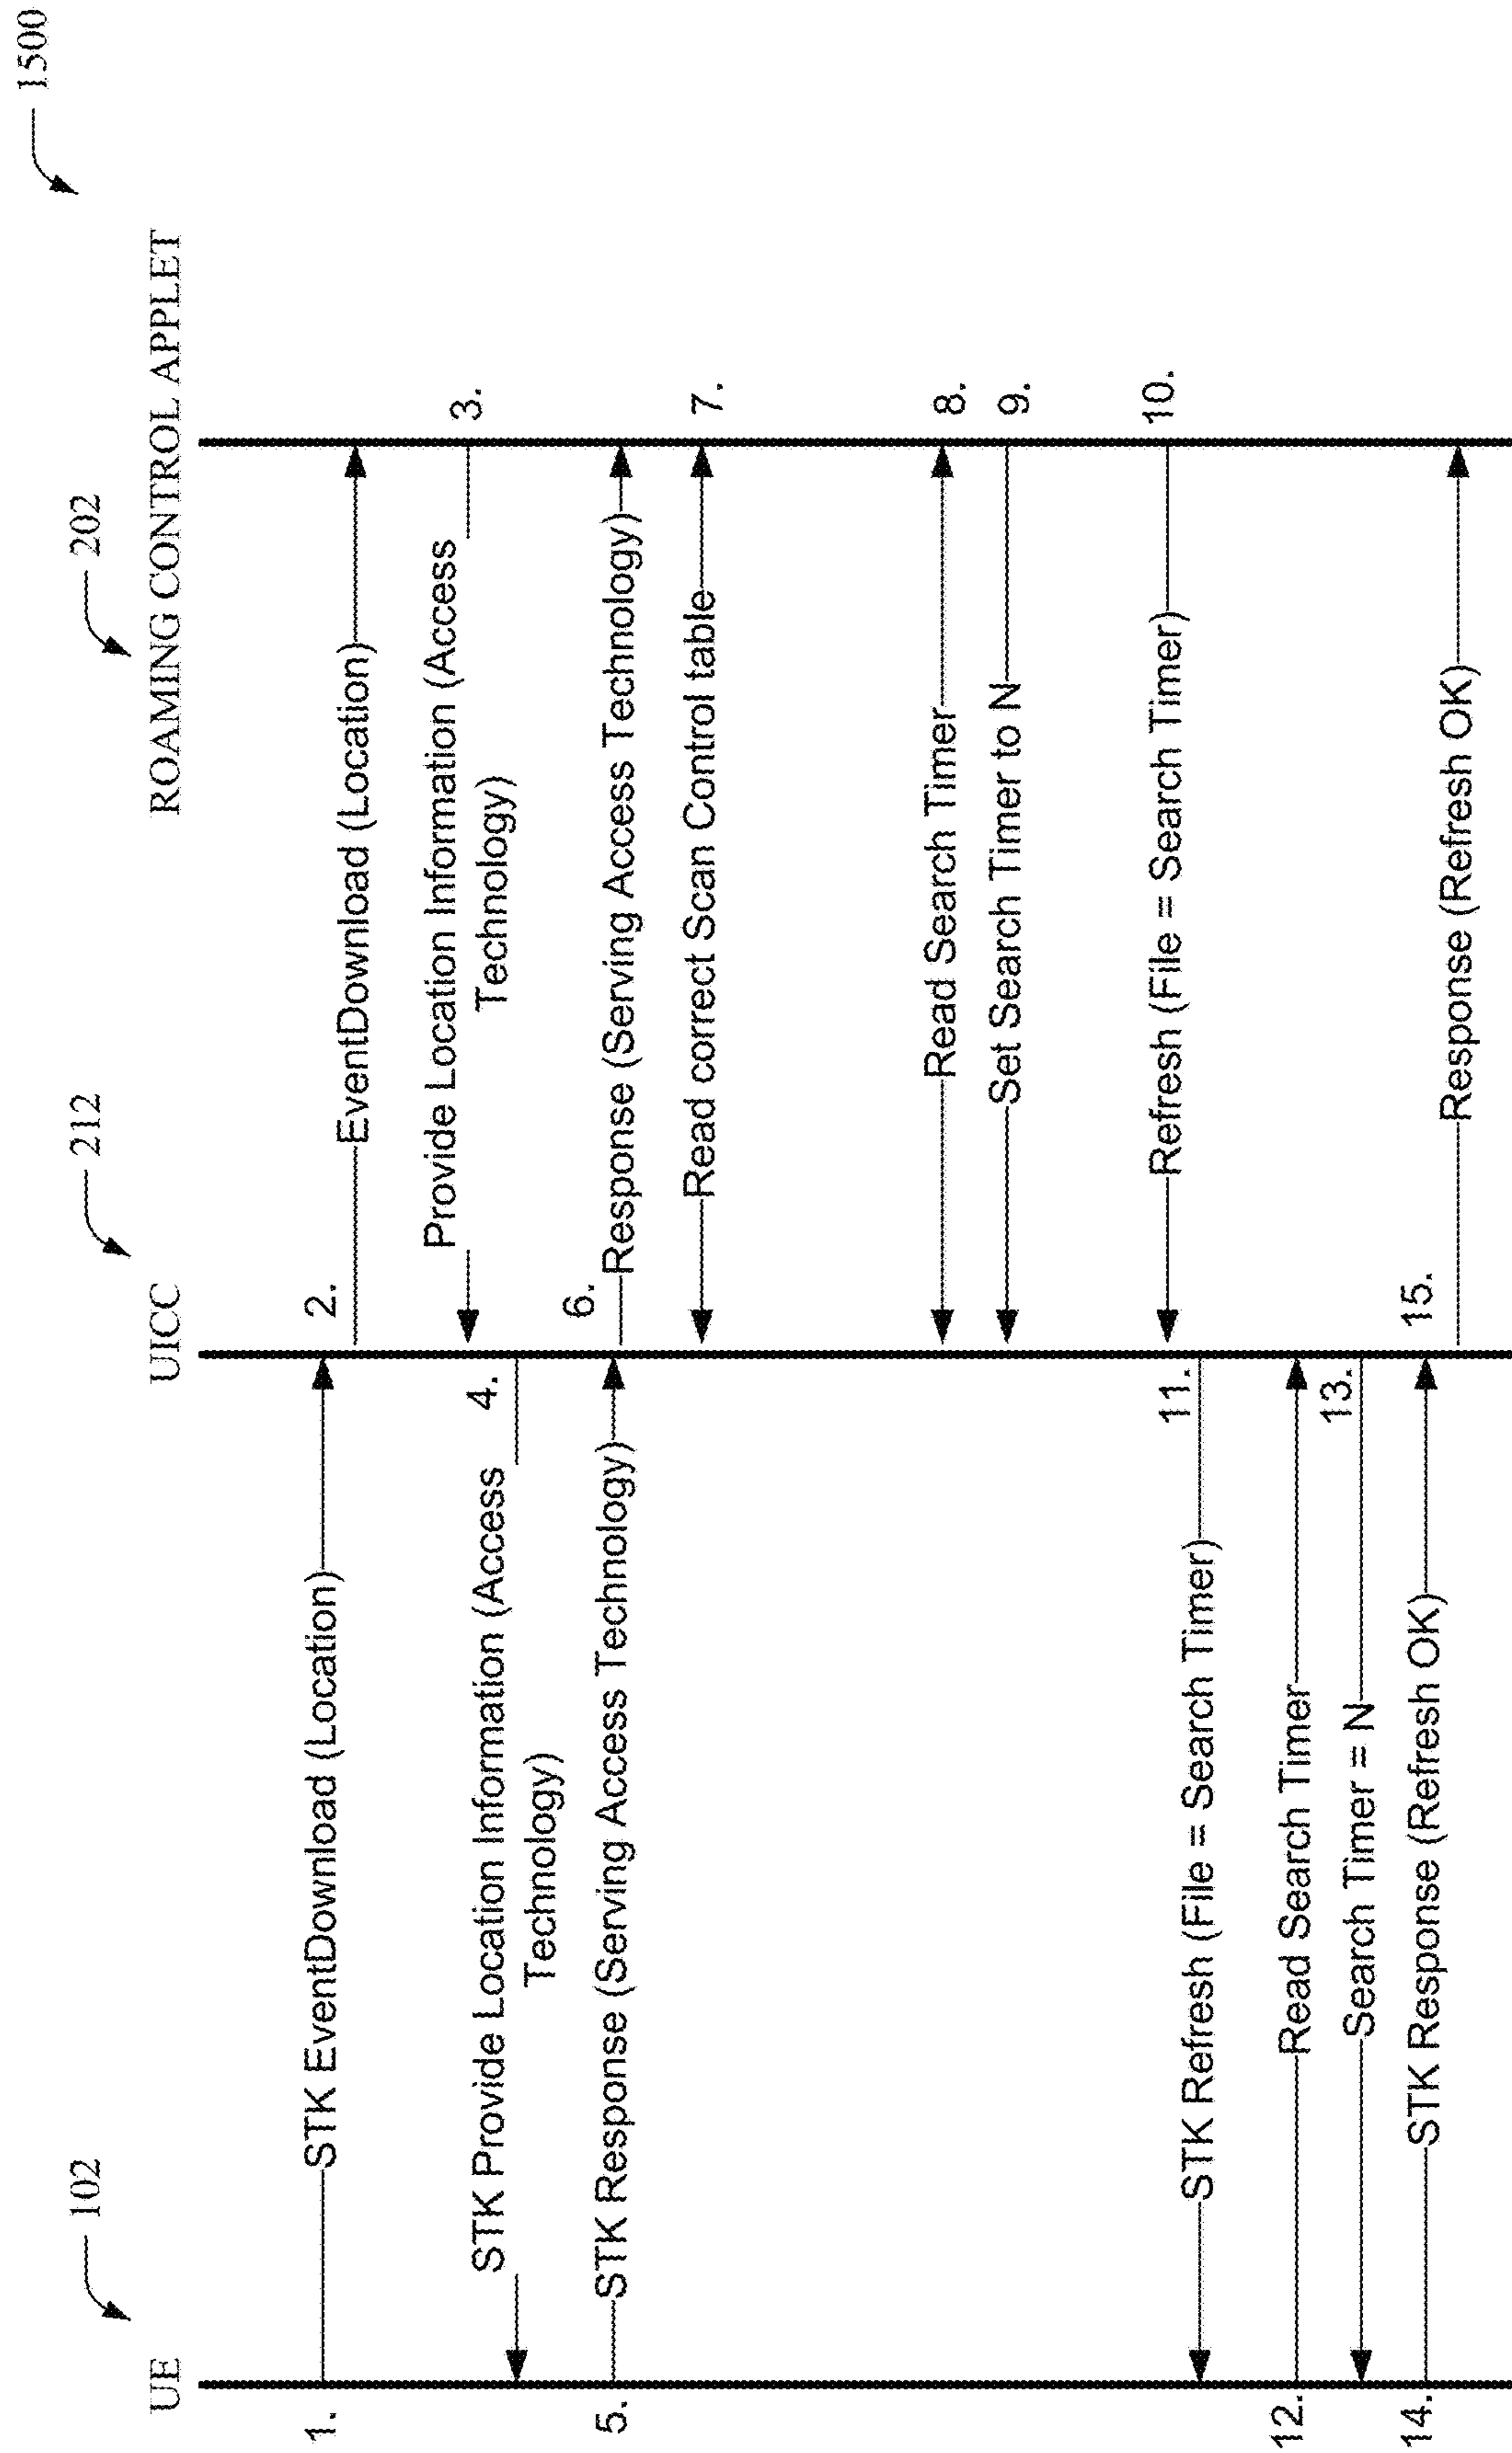 1500
102
212
202
UE
UICC
ROAMING CONTROL APPLET
1.
STK EventDownload (Location)
2.
EventDownload (Location)
3.
Provide Location Information (Access
Technology)
4.
STK Provide Location Information (Access
Technology)
5.
STK Response (Serving Access Technology)
6.
Response (Serving Access Technology)
7.
Read correct Scan Control table
8.
Read Search Timer
9.
Set Search Timer to N
10.
Refresh (File = Search Timer)
11.
STK Refresh (File = Search Timer)
12.
Read Search Timer
13.
Search Timer = N
14.
STK Response (Refresh OK)
15.
Response (Refresh OK)